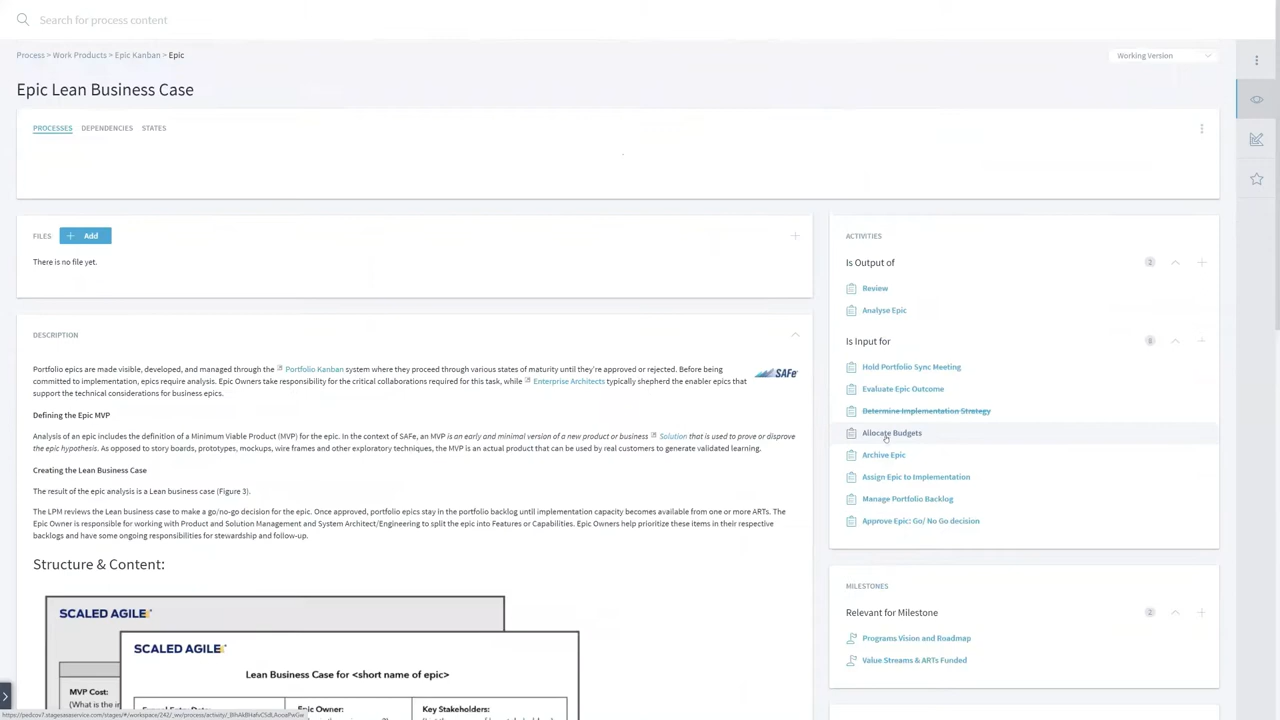 Search for process content
Process > Work Products > Epic Kanban > Epic
Working Version
Epic Lean Business Case
PROCESSES DEPENDENCIES STATES
FILES + Add
There is no file yet.
DESCRIPTION
Portfolio epics are made visible, developed, and managed through the Portfolio Kanban system where they proceed through various states of maturity until they're approved or rejected. Before being
committed to implementation, epics require analysis. Epic Owners take responsibility for the critical collaborations required for this task, while Enterprise Architects typically shepherd the enabler epics that
support the technical considerations for business epics.
SAFe
Defining the Epic MVP
Analysis of an epic includes the definition of a Minimum Viable Product (MVP) for the epic. In the context of SAFe, an MVP is an early and minimal version of a new product or business Solution that is used to prove or disprove
the epic hypothesis. As opposed to story boards, prototypes, mockups, wire frames and other exploratory techniques, the MVP is an actual product that can be used by real customers to generate validated learning.
Creating the Lean Business Case
The result of the epic analysis is a Lean business case (Figure 3).
The LPM reviews the Lean business case to make a go/no-go decision for the epic. Once approved, portfolio epics stay in the portfolio backlog until implementation capacity becomes available from one or more ARTs. The
Epic Owner is responsible for working with Product and Solution Management and System Architect/Engineering to split the epic into Features or Capabilities. Epic Owners help prioritize these items in their respective
backlogs and have some ongoing responsibilities for stewardship and follow-up.
Structure & Content:
SCALED AGILE
SCALED AGILE
Lean Business Case for <short name of epic>
MVP Cost:
(What is the
Epic Owner:
Key Stakeholders:
ACTIVITIES
Is Output of 2
Review
Analyse Epic
Is Input for 8
Hold Portfolio Sync Meeting
Evaluate Epic Outcome
Determine Implementation Strategy
Allocate Budgets
Archive Epic
Assign Epic to Implementation
Manage Portfolio Backlog
Approve Epic: Go/ No Go decision
MILESTONES
Relevant for Milestone 2
Programs Vision and Roadmap
Value Streams & ARTs Funded